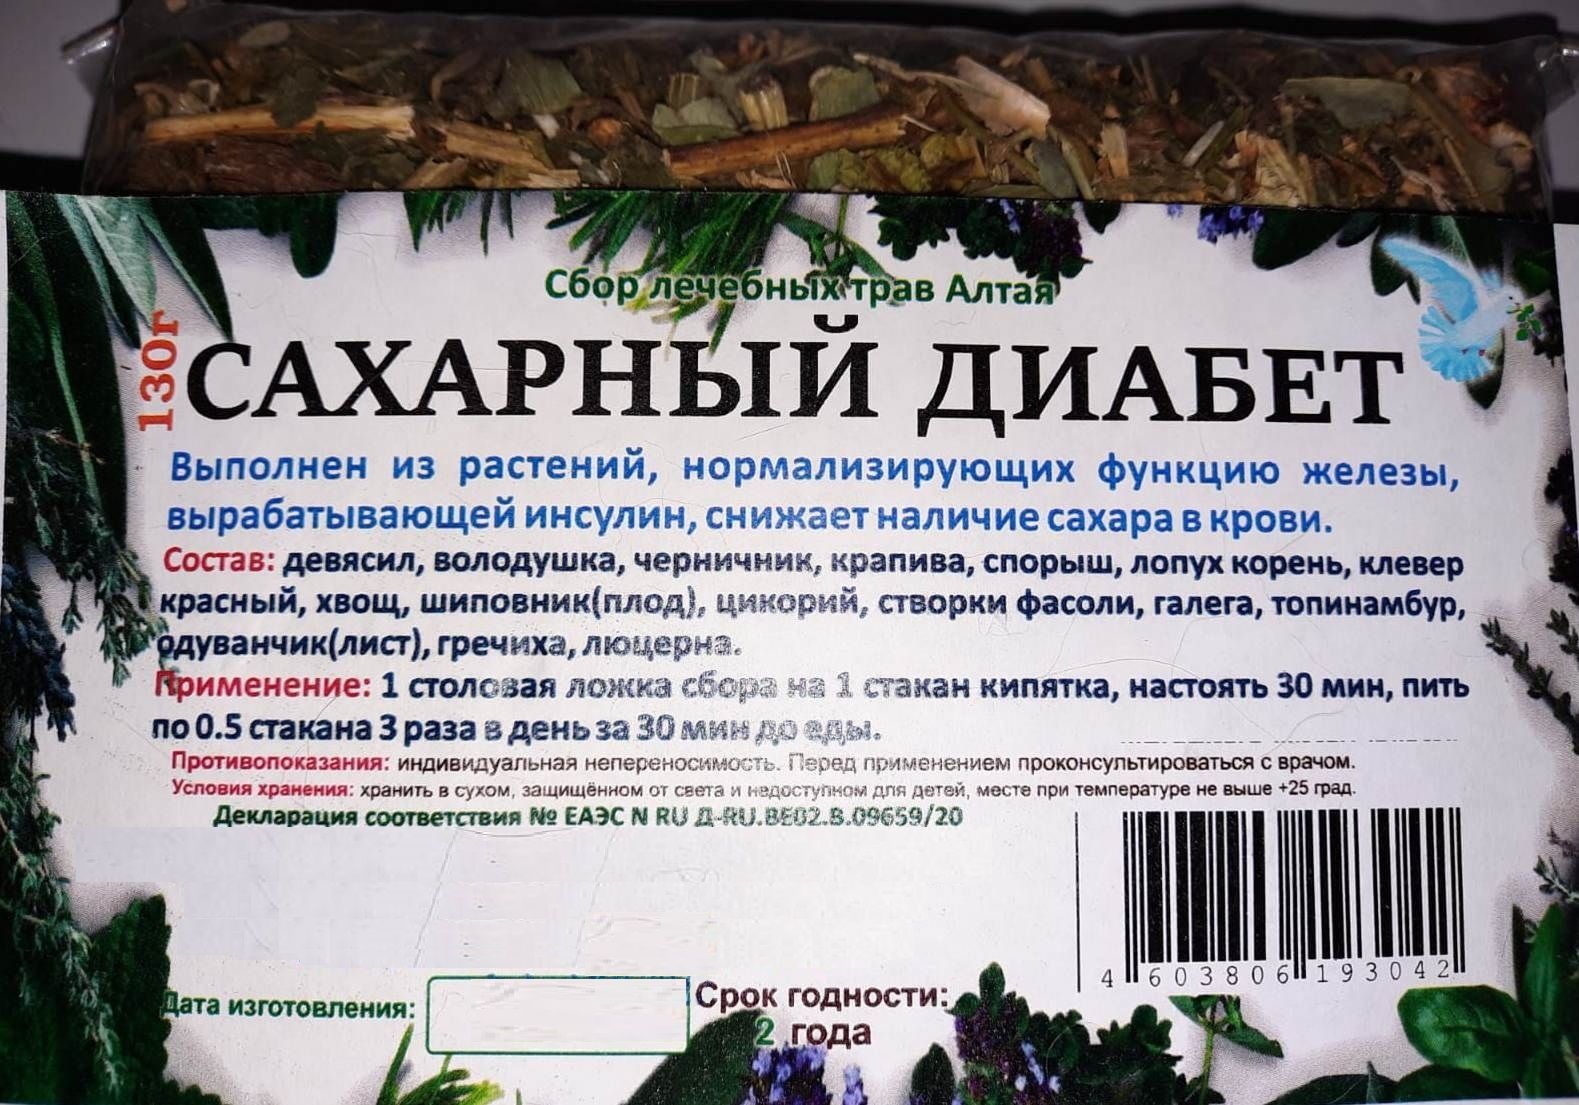 Сбор лечебных трав Алтая
130г
САХАРНЫЙ ДИАБЕТ
Выполнен из растений, нормализирующих функцию железы,
вырабатывающей инсулин, снижает наличие сахара в крови.
Состав: девясил, володушка, черничник, крапива, спорыш, лопух корень, клевер
красный, хвощ, шиповник(плод), цикорий, створки фасоли, галега, топинамбур,
одуванчик(лист), гречиха, люцерна.
Применение: 1 столовая ложка сбора на 1 стакан кипятка, настоять 30 мин, пить
по 0.5 стакана 3 раза в день за 30 мин до еды.
Противопоказания: индивидуальная непереносимость. Перед применением проконсультироваться с врачом.
Условия хранения: хранить в сухом, защищённом от света и недоступном для детей, месте при температуре не выше +25 град.
Декларация соответствия № ЕАЭС N RU Д-RU.ВЕ02.В.09659/20
4 603806 193042
Дата изготовления:
Срок годности:
2 года